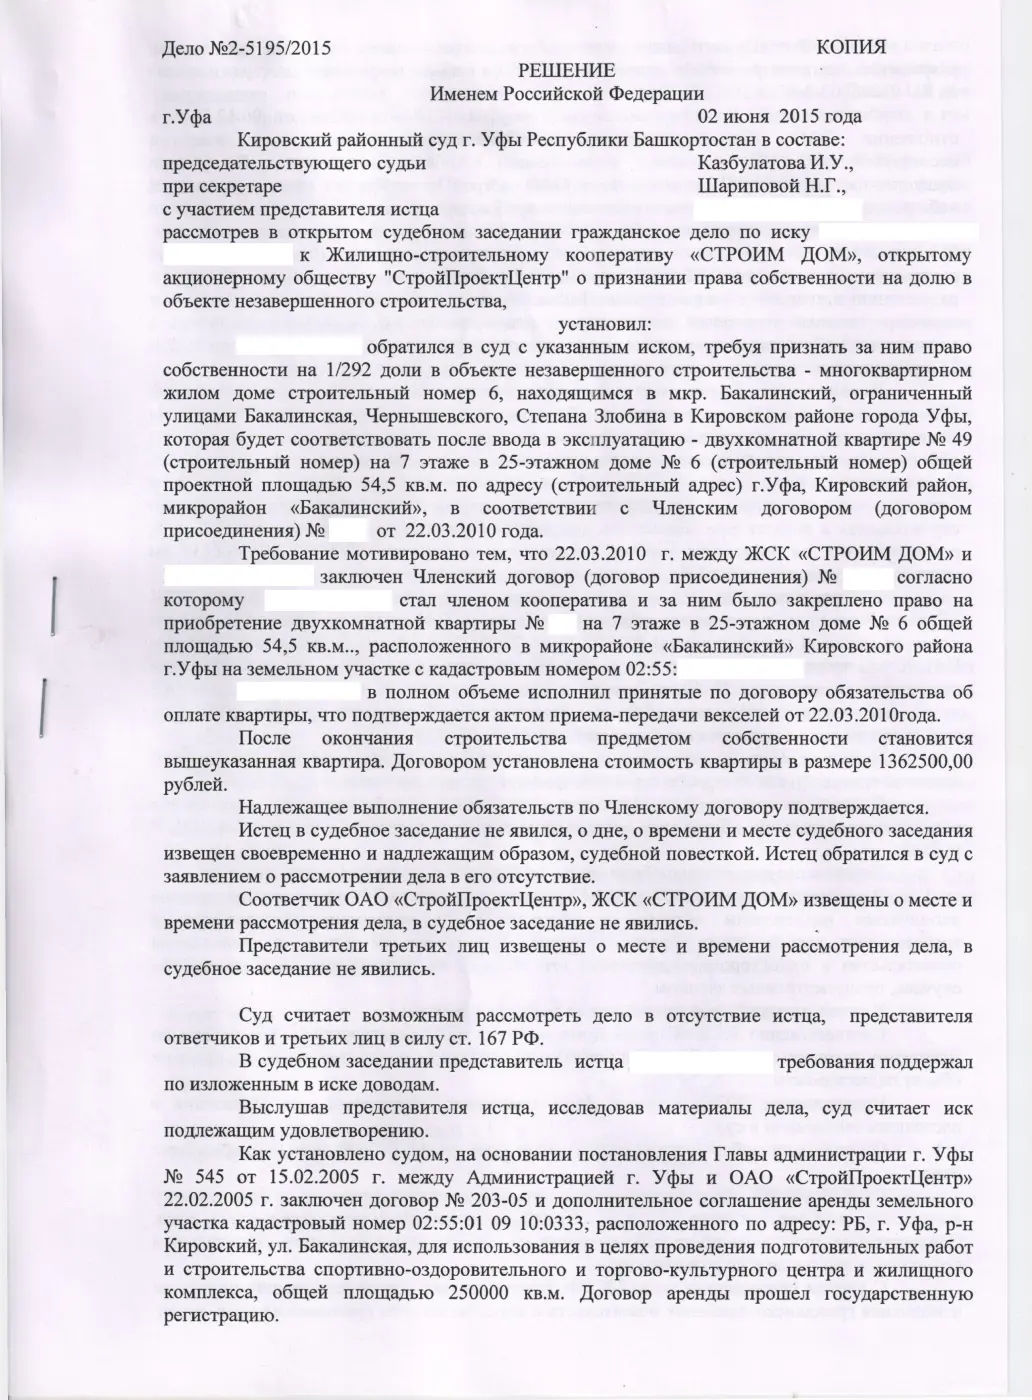 Дело №2-5195/2015 КОПИЯ
РЕШЕНИЕ
Именем Российской Федерации
г.Уфа 02 июня 2015 года
Кировский районный суд г. Уфы Республики Башкортостан в составе:
председательствующего судьи Казбулатова И.У.,
при секретаре Шариповой Н.Г.,
с участием представителя истца
рассмотрев в открытом судебном заседании гражданское дело по иску
к Жилищно-строительному кооперативу «СТРОИМ ДОМ», открытому
акционерному обществу "СтройПроектЦентр" о признании права собственности на долю в
объекте незавершенного строительства,
установил:
обратился в суд с указанным иском, требуя признать за ним право
собственности на 1/292 доли в объекте незавершенного строительства - многоквартирном
жилом доме строительный номер 6, находящимся в мкр. Бакалинский, ограниченный
улицами Бакалинская, Чернышевского, Степана Злобина в Кировском районе города Уфы,
которая будет соответствовать после ввода в эксплуатацию - двухкомнатной квартире № 49
(строительный номер) на 7 этаже в 25-этажном доме № 6 (строительный номер) общей
проектной площадью 54,5 кв.м. по адресу (строительный адрес) г.Уфа, Кировский район,
микрорайон «Бакалинский», в соответствии с Членским договором (договором
присоединения) № от 22.03.2010 года.
Требование мотивировано тем, что 22.03.2010 г. между ЖСК «СТРОИМ ДОМ» и
заключен Членский договор (договор присоединения) № согласно
которому стал членом кооператива и за ним было закреплено право на
приобретение двухкомнатной квартиры № на 7 этаже в 25-этажном доме № 6 общей
площадью 54,5 кв.м.., расположенного в микрорайоне «Бакалинский» Кировского района
г.Уфы на земельном участке с кадастровым номером 02:55:
в полном объеме исполнил принятые по договору обязательства об
оплате квартиры, что подтверждается актом приема-передачи векселей от 22.03.2010года.
После окончания строительства предметом собственности становится
вышеуказанная квартира. Договором установлена стоимость квартиры в размере 1362500,00
рублей.
Надлежащее выполнение обязательств по Членскому договору подтверждается.
Истец в судебное заседание не явился, о дне, о времени и месте судебного заседания
извещен своевременно и надлежащим образом, судебной повесткой. Истец обратился в суд с
заявлением о рассмотрении дела в его отсутствие.
Соответчик ОАО «СтройПроектЦентр», ЖСК «СТРОИМ ДОМ» извещены о месте и
времени рассмотрения дела, в судебное заседание не явились.
Представители третьих лиц извещены о месте и времени рассмотрения дела, в
судебное заседание не явились.
Суд считает возможным рассмотреть дело в отсутствие истца, представителя
ответчиков и третьих лиц в силу ст. 167 РФ.
В судебном заседании представитель истца требования поддержал
по изложенным в иске доводам.
Выслушав представителя истца, исследовав материалы дела, суд считает иск
подлежащим удовлетворению.
Как установлено судом, на основании постановления Главы администрации г. Уфы
№ 545 от 15.02.2005 г. между Администрацией г. Уфы и ОАО «СтройПроектЦентр»
22.02.2005 г. заключен договор № 203-05 и дополнительное соглашение аренды земельного
участка кадастровый номер 02:55:01 09 10:0333, расположенного по адресу: РБ, г. Уфа, р-н
Кировский, ул. Бакалинская, для использования в целях проведения подготовительных работ
и строительства спортивно-оздоровительного и торгово-культурного центра и жилищного
комплекса, общей площадью 250000 кв.м. Договор аренды прошел государственную
регистрацию.